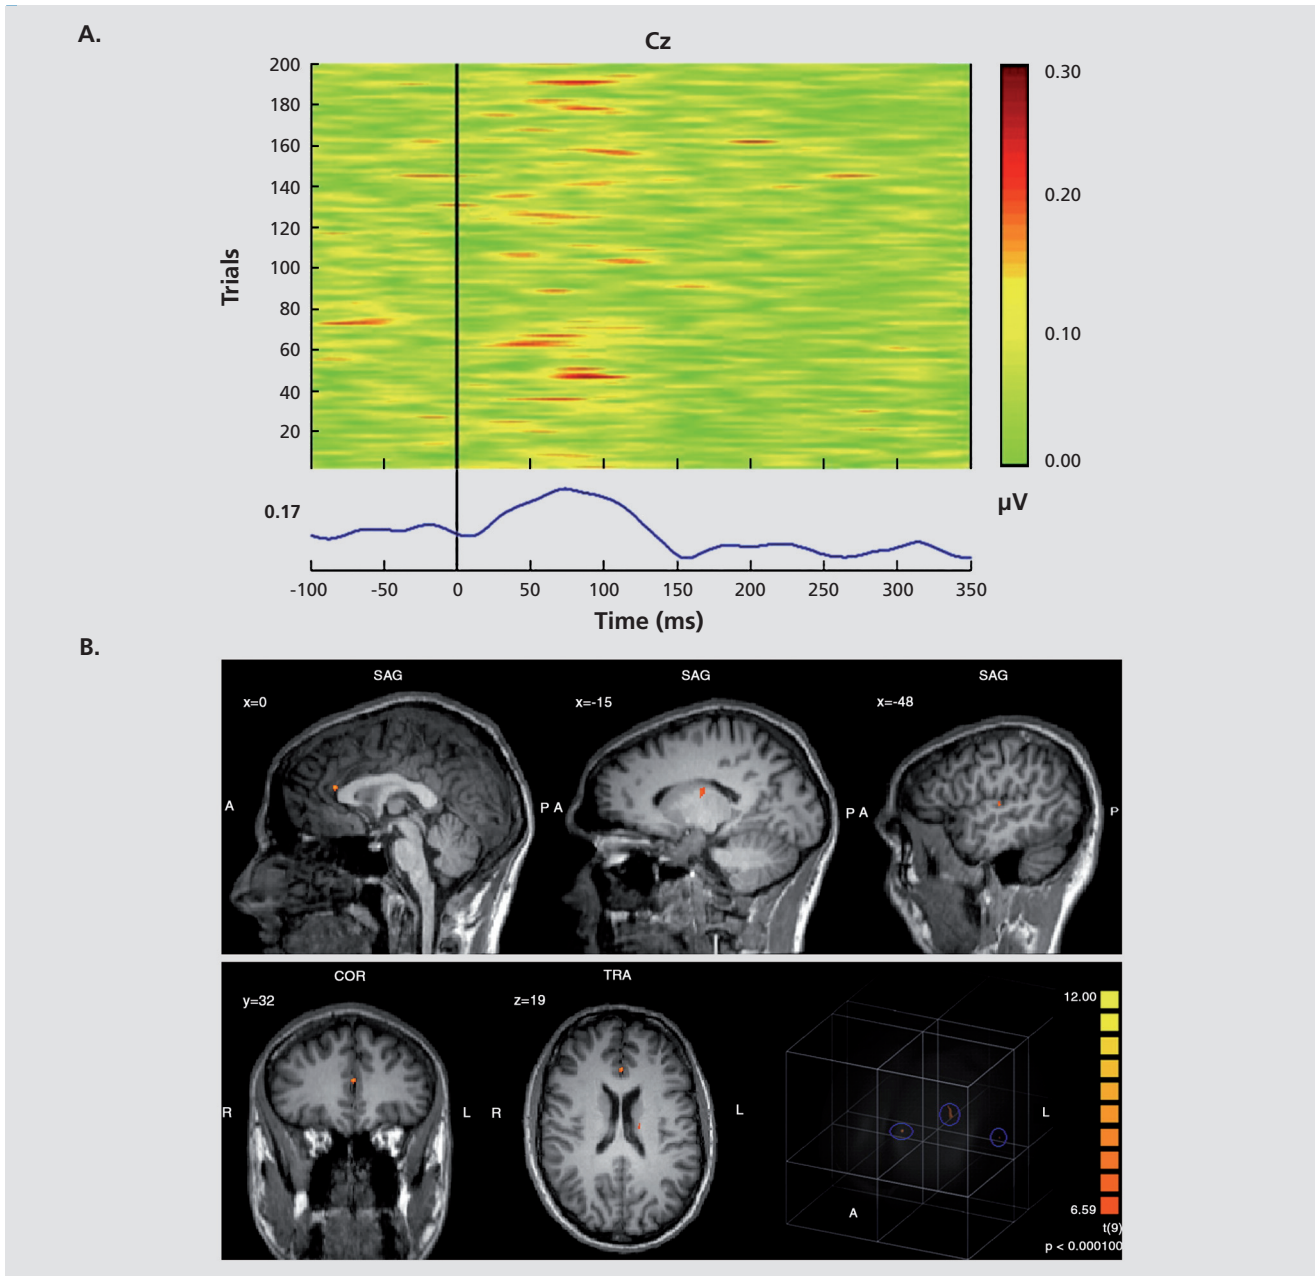 A.
Cz
200
180
160
140
120
100
80
60
40
20
Trials
0.30
0.20
0.10
0.00
µV
0.17
-100 -50 0 50 100 150 200 250 300 350
Time (ms)
B.
SAG SAG SAG
x=0 x=-15 x=-48
A P A P A P
COR TRA
y=32 z=19 12.00
R L R L L
A 6.59
t(9)
p < 0.000100